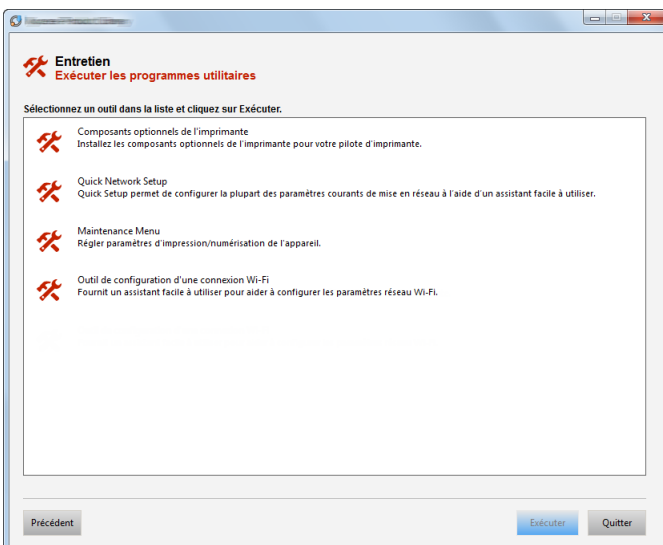 Entretien
Exécuter les programmes utilitaires
Sélectionnez un outil dans la liste et cliquez sur Exécuter.
Composants optionnels de l'imprimante
Installez les composants optionnels de l'imprimante pour votre pilote d'imprimante.
Quick Network Setup
Quick Setup permet de configurer la plupart des paramètres courants de mise en réseau à l'aide d'un assistant facile à utiliser.
Maintenance Menu
Régler paramètres d'impression/numérisation de l'appareil.
Outil de configuration d'une connexion Wi-Fi
Fournit un assistant facile à utiliser pour aider à configurer les paramètres réseau Wi-Fi.
Précédent
Exécuter
Quitter